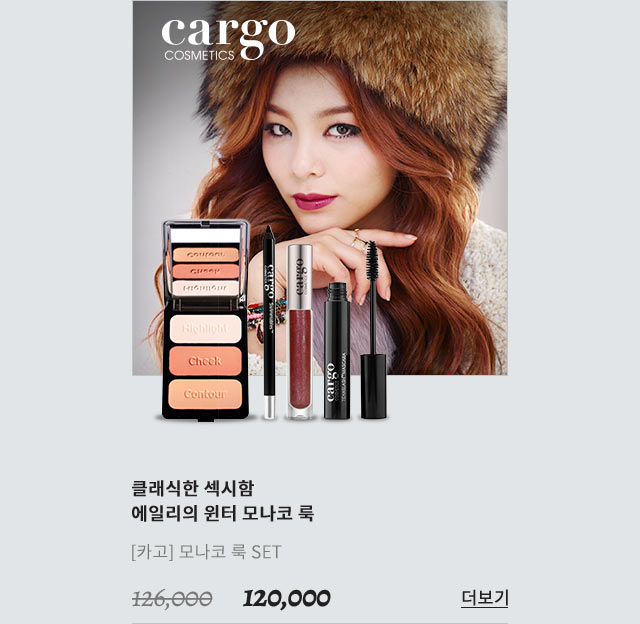 cargo
COSMETICS
CONTOUR
Cheek
Highlight
Highlight
Cheek
Contour
cargo
cargo
cargo
클래식한 섹시함
에일리의 윈터 모나코 룩
[카고] 모나코 룩 SET
126,000 120,000 더보기